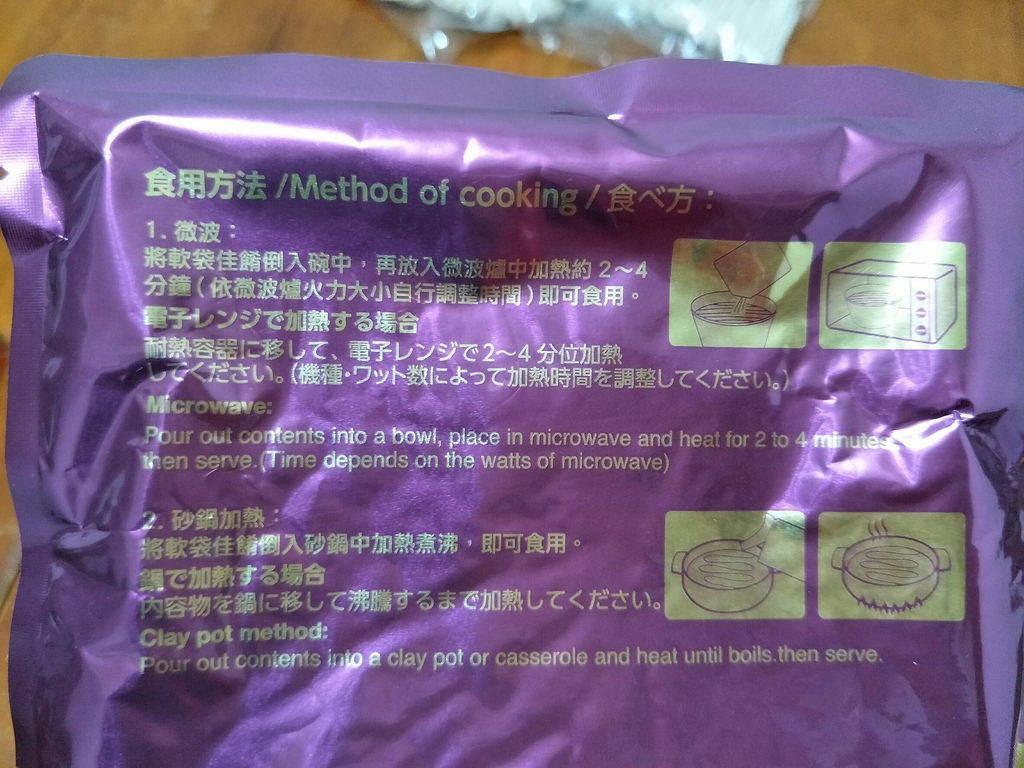 食用方法 /Method of cooking / 食べ方：
1. 微波：
將軟袋佳餚倒入碗中，再放入微波爐中加熱約 2～4
分鐘 ( 依微波爐火力大小自行調整時間 ) 即可食用。
電子レンジで加熱する場合
耐熱容器に移して、電子レンジで2～4 分位加熱
してください。（機種・ワット数によって加熱時間を調整してください。）
Microwave:
Pour out contents into a bowl, place in microwave and heat for 2 to 4 minutes
then serve.(Time depends on the watts of microwave)
2. 砂鍋加熱：
將軟袋佳餚倒入砂鍋中加熱煮沸，即可食用。
鍋で加熱する場合
内容物を鍋に移して沸騰するまで加熱してください。
Clay pot method:
Pour out contents into a clay pot or casserole and heat until boils.then serve.